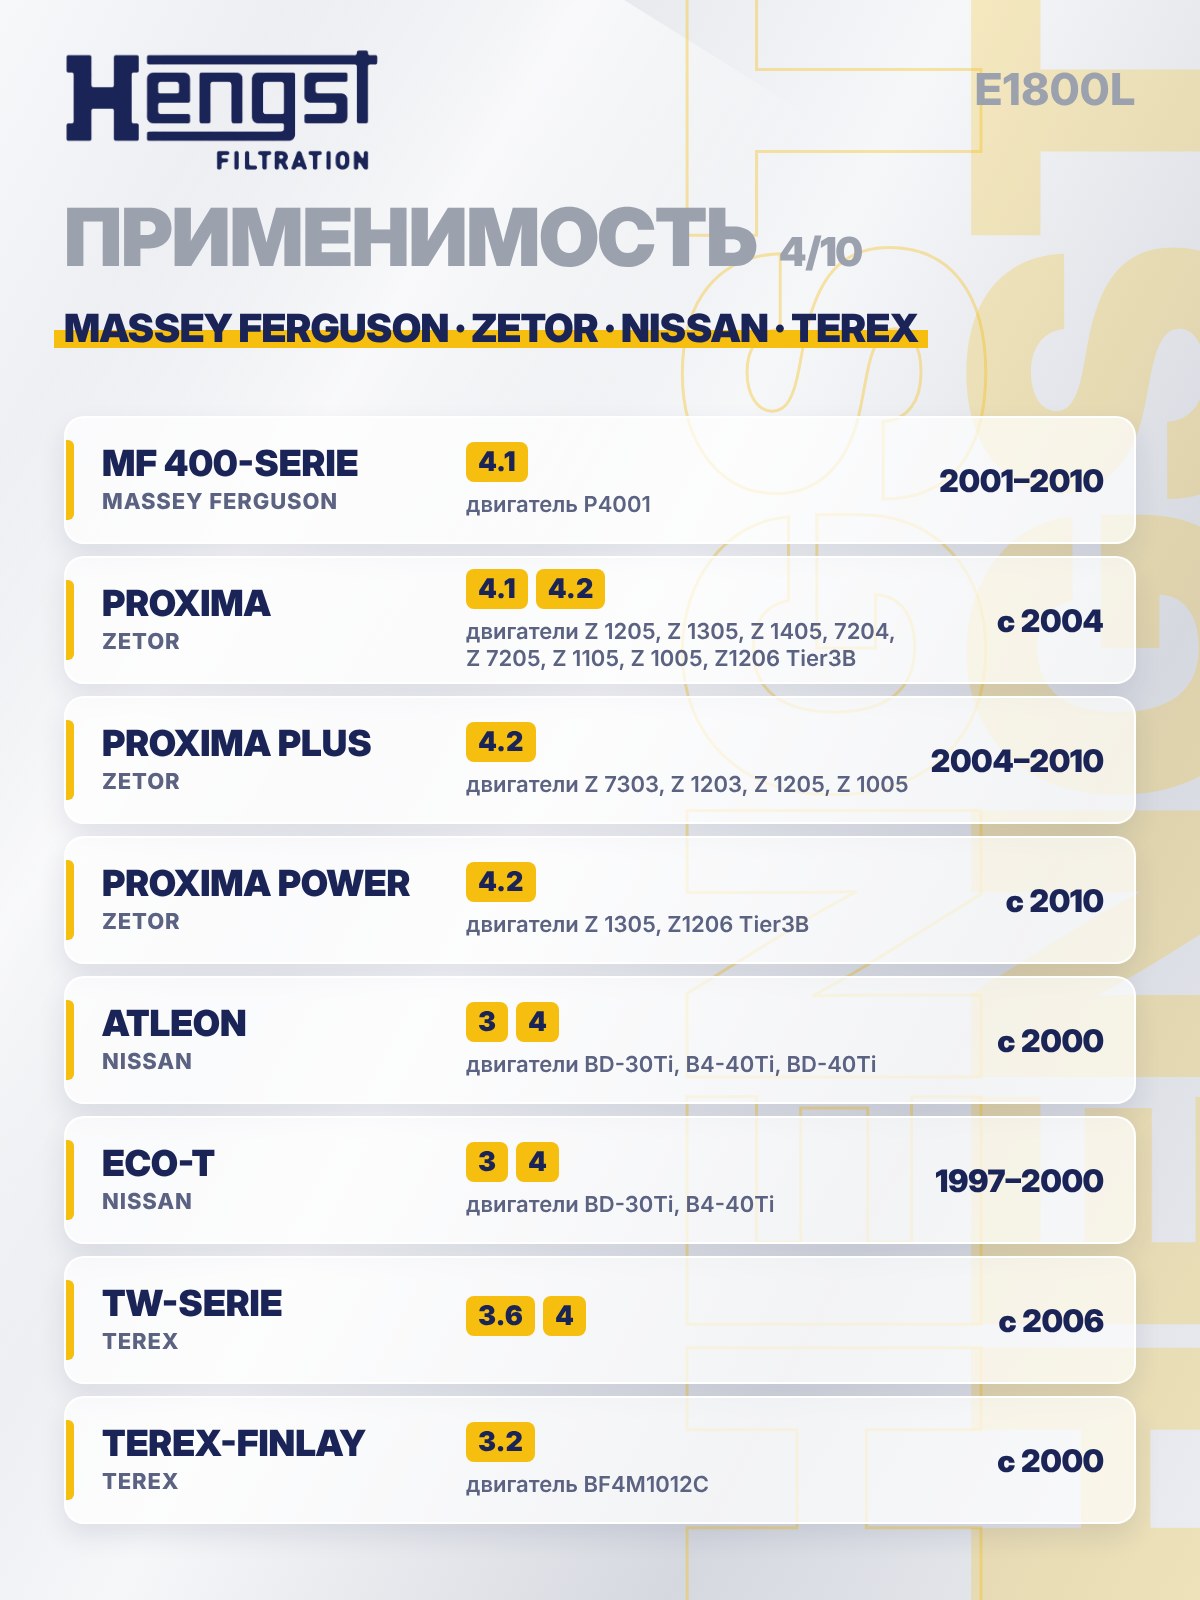 Hengst
FILTRATION
E1800L
ПРИМЕНИМОСТЬ 4/10
MASSEY FERGUSON · ZETOR · NISSAN · TEREX
MF 400-SERIE
MASSEY FERGUSON
4.1
двигатель P4001
2001–2010
PROXIMA
ZETOR
4.1 4.2
двигатели Z 1205, Z 1305, Z 1405, 7204,
Z 7205, Z 1105, Z 1005, Z1206 Tier3B
с 2004
PROXIMA PLUS
ZETOR
4.2
двигатели Z 7303, Z 1203, Z 1205, Z 1005
2004–2010
PROXIMA POWER
ZETOR
4.2
двигатели Z 1305, Z1206 Tier3B
с 2010
ATLEON
NISSAN
3 4
двигатели BD-30Ti, B4-40Ti, BD-40Ti
с 2000
ECO-T
NISSAN
3 4
двигатели BD-30Ti, B4-40Ti
1997–2000
TW-SERIE
TEREX
3.6 4
с 2006
TEREX-FINLAY
TEREX
3.2
двигатель BF4M1012C
с 2000
HENGST
HENGST